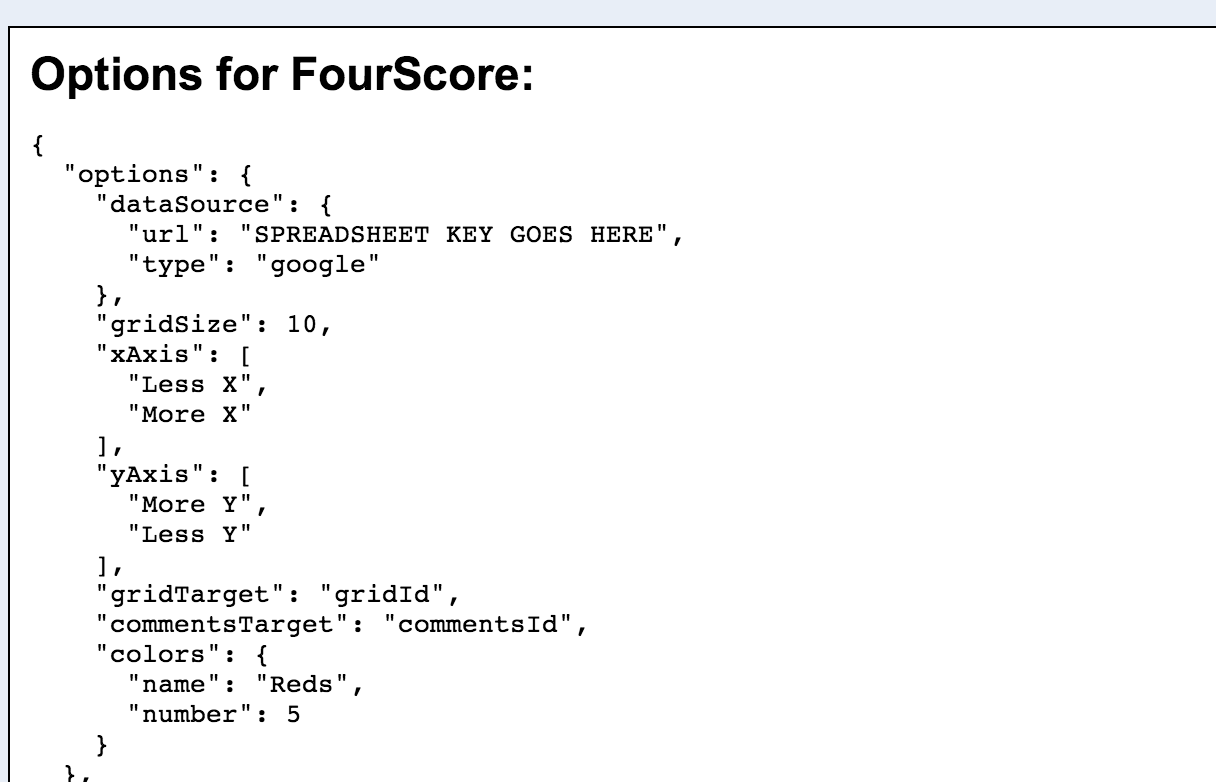 Options for FourScore:
{
  "options": {
    "dataSource": {
      "url": "SPREADSHEET KEY GOES HERE",
      "type": "google"
    },
    "gridSize": 10,
    "xAxis": [
      "Less X",
      "More X"
    ],
    "yAxis": [
      "More Y",
      "Less Y"
    ],
    "gridTarget": "gridId",
    "commentsTarget": "commentsId",
    "colors": {
      "name": "Reds",
      "number": 5
    }
  },